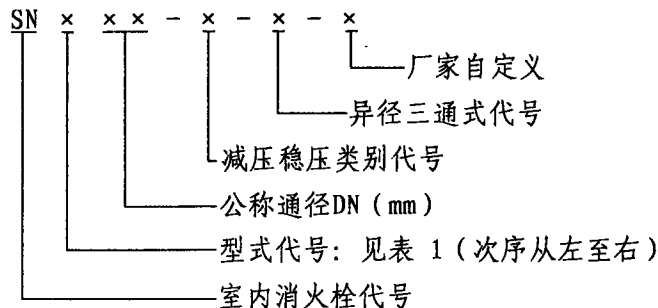 SN × ×× - × - × - ×
厂家自定义
异径三通式代号
减压稳压类别代号
公称通径DN（mm）
型式代号：见表 1（次序从左至右）
室内消火栓代号